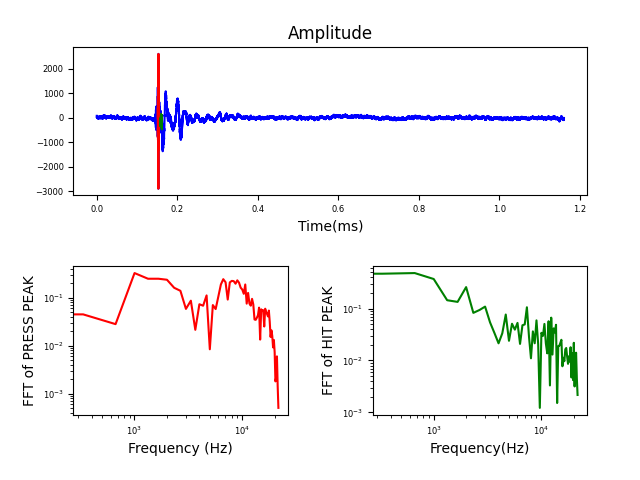 Amplitude
2000
1000
0
−1000
−2000
−3000
0.0 0.2 0.4 0.6 0.8 1.0 1.2
Time(ms)
FFT of PRESS PEAK
10⁻¹
10⁻²
10⁻³
10³ 10⁴
Frequency (Hz)
FFT of HIT PEAK
10⁻¹
10⁻²
10⁻³
10³ 10⁴
Frequency(Hz)